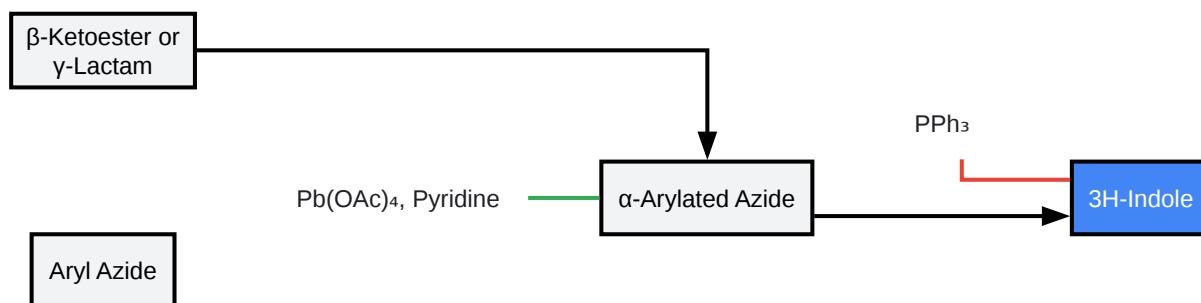 β-Ketoester or
γ-Lactam
PPh₃
Pb(OAc)₄, Pyridine
α-Arylated Azide
3H-Indole
Aryl Azide